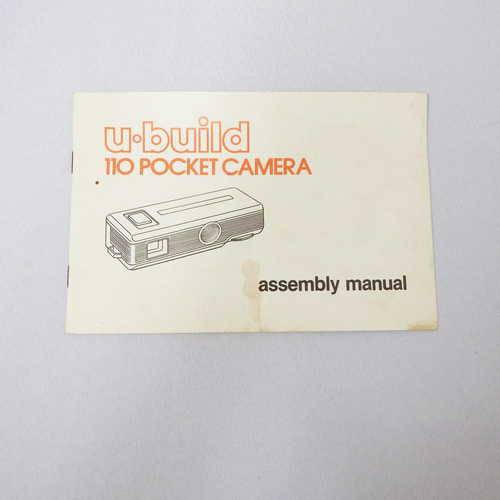 u·build
110 POCKET CAMERA
assembly manual